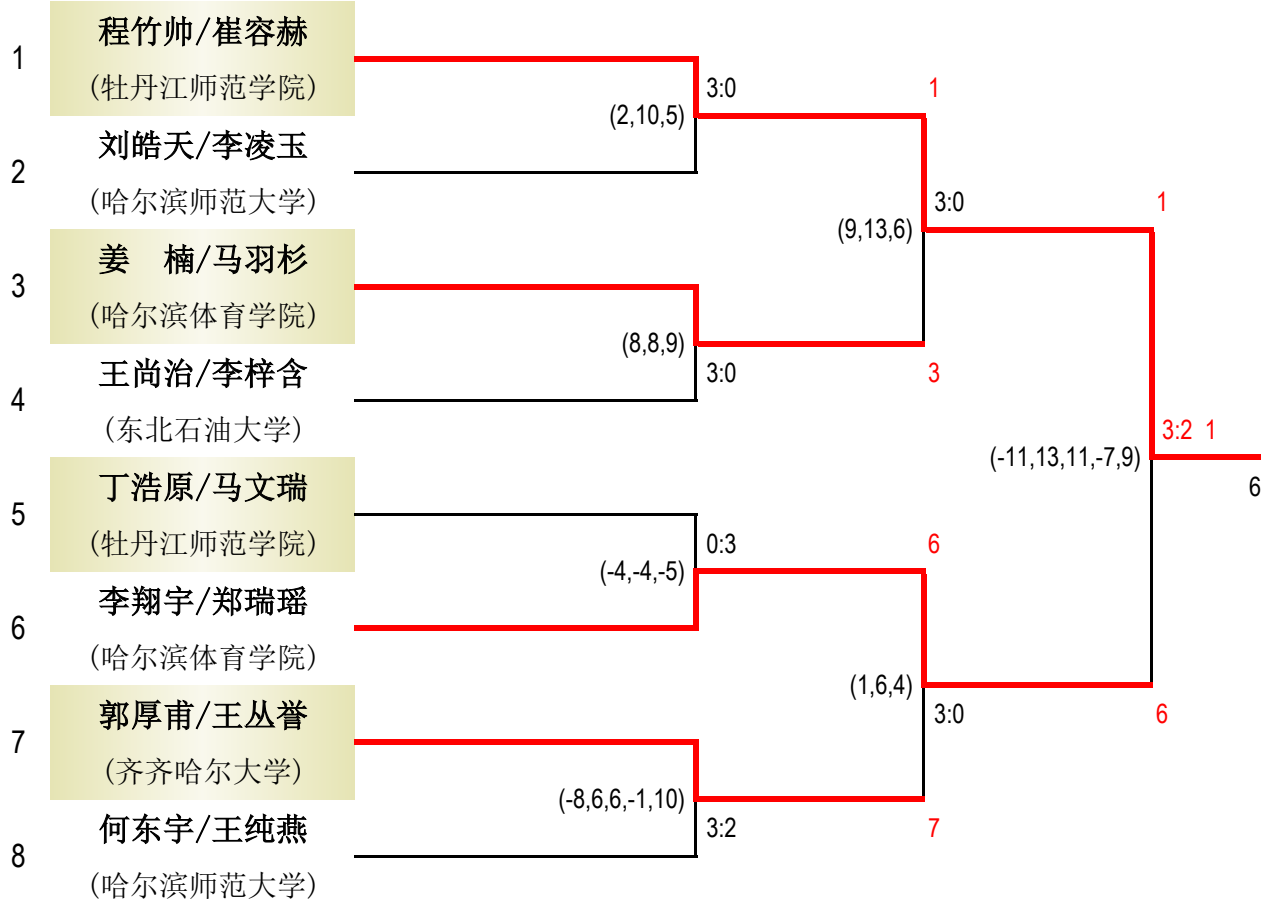 1
程竹帅/崔容赫
(牡丹江师范学院)
3:0
1
(2,10,5)
2
刘皓天/李凌玉
(哈尔滨师范大学)
3:0
1
(9,13,6)
3
姜　楠/马羽杉
(哈尔滨体育学院)
(8,8,9)
3:0
3
4
王尚治/李梓含
(东北石油大学)
3:2 1
(-11,13,11,-7,9)
6
5
丁浩原/马文瑞
(牡丹江师范学院)
0:3
6
(-4,-4,-5)
6
李翔宇/郑瑞瑶
(哈尔滨体育学院)
(1,6,4)
3:0
6
7
郭厚甫/王丛誉
(齐齐哈尔大学)
(-8,6,6,-1,10)
3:2
7
8
何东宇/王纯燕
(哈尔滨师范大学)